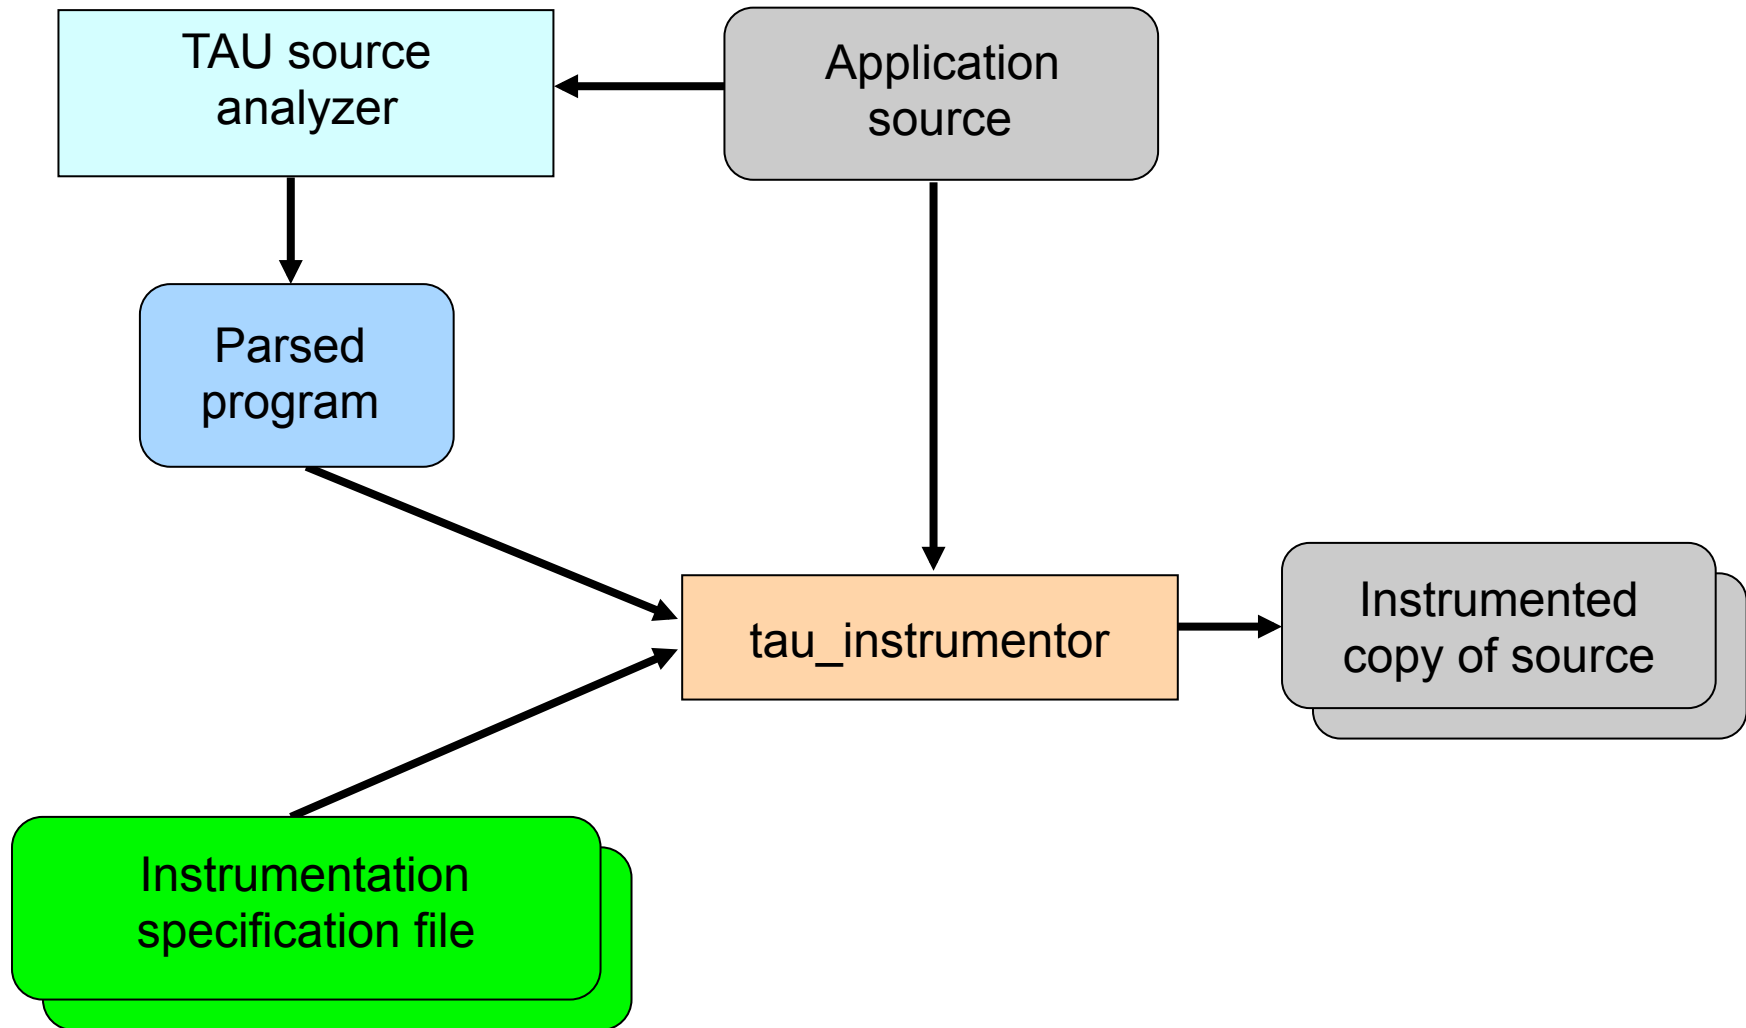 TAU source
analyzer
Application
source
Parsed
program
tau_instrumentor
Instrumented
copy of source
Instrumentation
specification file